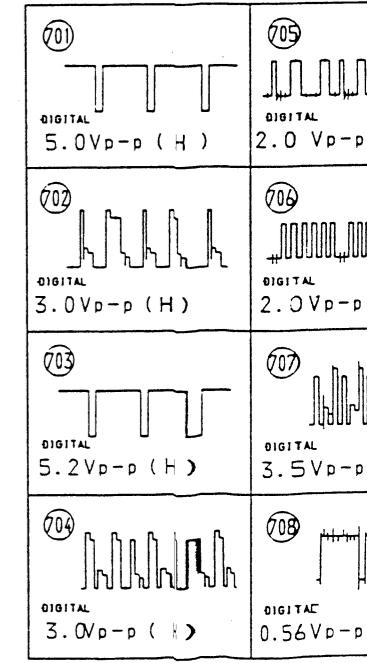 701
DIGITAL
5.0Vp-p ( H )
702
DIGITAL
3.0Vp-p (H)
703
DIGITAL
5.2Vp-p (H)
704
DIGITAL
3.0Vp-p ( H )
705
DIGITAL
2.0 Vp-p
706
DIGITAL
2.0Vp-p
707
DIGITAL
3.5Vp-p
708
DIGITAL
0.56Vp-p